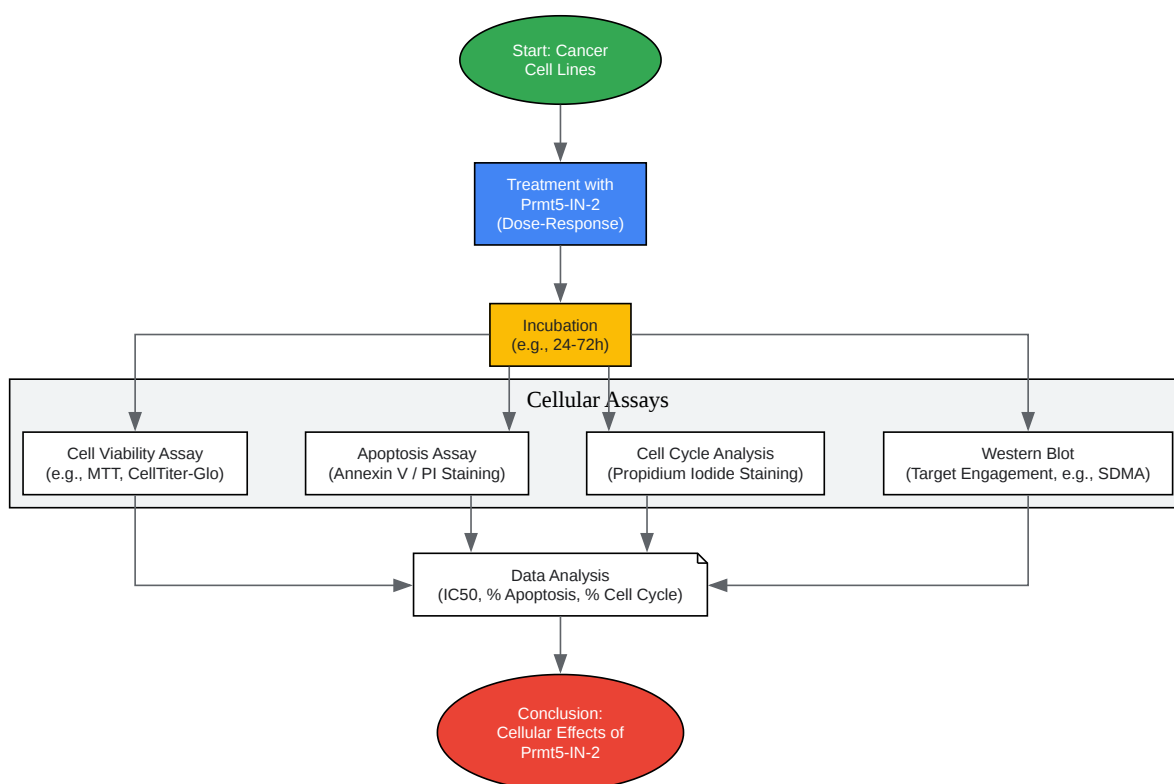 Start: Cancer
Cell Lines
Treatment with
Prmt5-IN-2
(Dose-Response)
Incubation
(e.g., 24-72h)
Cellular Assays
Cell Viability Assay
(e.g., MTT, CellTiter-Glo)
Apoptosis Assay
(Annexin V / PI Staining)
Cell Cycle Analysis
(Propidium Iodide Staining)
Western Blot
(Target Engagement, e.g., SDMA)
Data Analysis
(IC50, % Apoptosis, % Cell Cycle)
Conclusion:
Cellular Effects of
Prmt5-IN-2